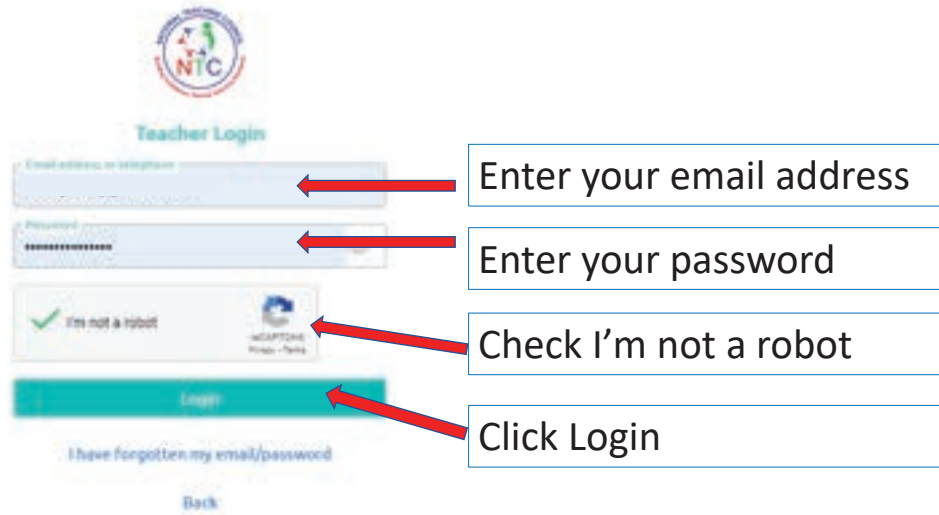 NTC
Teacher Login
Email address or telephone
Enter your email address
Password
Enter your password
I'm not a robot
reCAPTCHA
Privacy - Terms
Check I’m not a robot
Login
Click Login
I have forgotten my email/password
Back